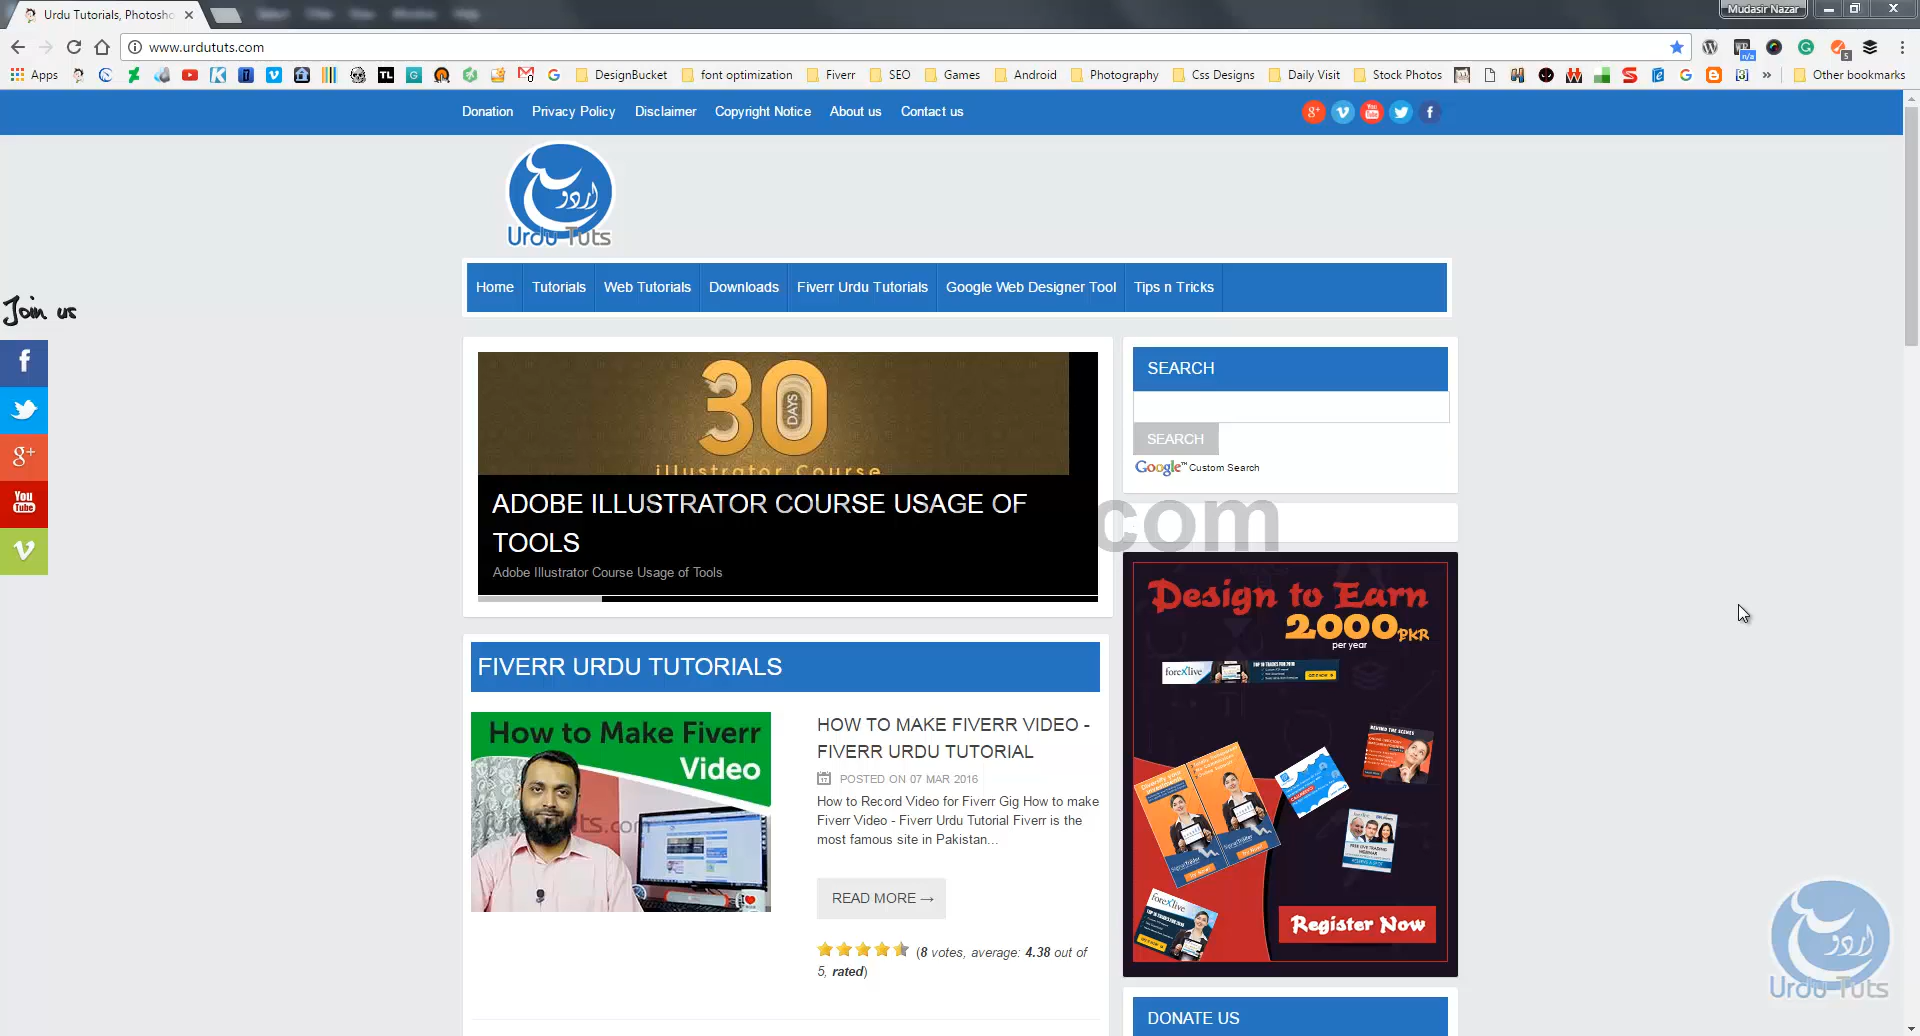 Urdu Tutorials, Photosho
Mudasir Nazar
www.urdututs.com
Apps
DesignBucket
font optimization
Fiverr
SEO
Games
Android
Photography
Css Designs
Daily Visit
Stock Photos
Other bookmarks
Donation Privacy Policy Disclaimer Copyright Notice About us Contact us
اردو
Urdu Tuts
Home Tutorials Web Tutorials Downloads Fiverr Urdu Tutorials Google Web Designer Tool Tips n Tricks
Join us
30
DAYS
illustrator Course
ADOBE ILLUSTRATOR COURSE USAGE OF
TOOLS
Adobe Illustrator Course Usage of Tools
SEARCH
SEARCH
Google™ Custom Search
.com
Design to Earn
2000PKR
per year
forexlive
Register Now
FIVERR URDU TUTORIALS
How to Make Fiverr
Video
HOW TO MAKE FIVERR VIDEO -
FIVERR URDU TUTORIAL
POSTED ON 07 MAR 2016
How to Record Video for Fiverr Gig How to make
Fiverr Video - Fiverr Urdu Tutorial Fiverr is the
most famous site in Pakistan...
READ MORE →
(8 votes, average: 4.38 out of
5, rated)
DONATE US
اردو
Urdu Tuts